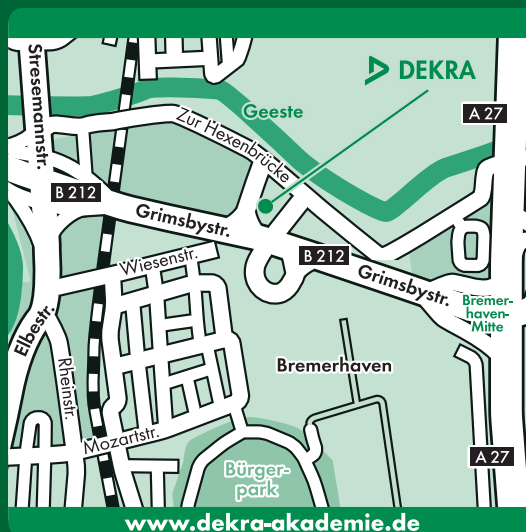 Stresemannstr.
DEKRA
Geeste
A 27
Zur Hexenbrücke
B 212
Grimsbystr.
B 212
Wiesenstr.
Grimsbystr.
Bremer-
haven-
Mitte
Elbestr.
Rheinstr.
Bremerhaven
Mozartstr.
A 27
Bürger-
park
www.dekra-akademie.de